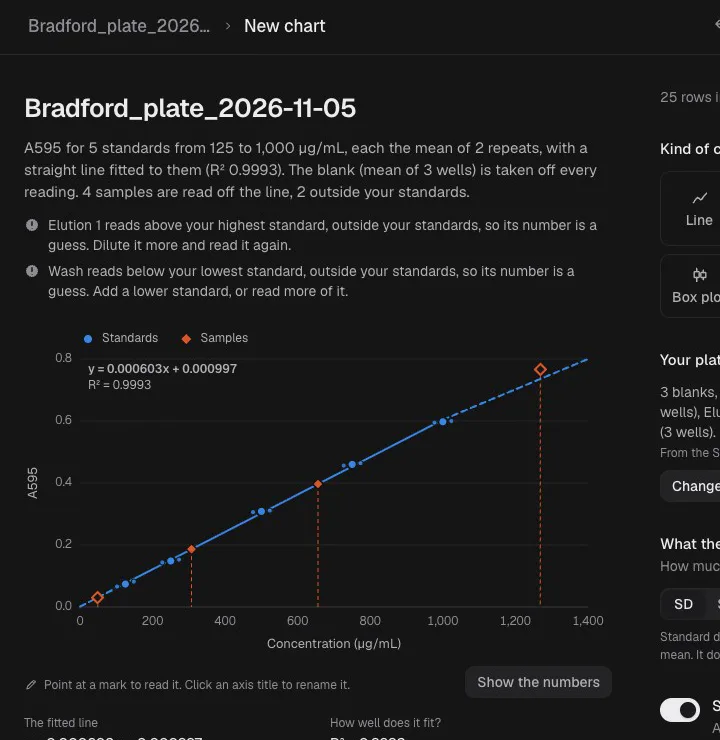 Bradford_plate_2026... › New chart
Bradford_plate_2026-11-05
A595 for 5 standards from 125 to 1,000 µg/mL, each the mean of 2 repeats, with a
straight line fitted to them (R² 0.9993). The blank (mean of 3 wells) is taken off every
reading. 4 samples are read off the line, 2 outside your standards.
Elution 1 reads above your highest standard, outside your standards, so its number is a
guess. Dilute it more and read it again.
Wash reads below your lowest standard, outside your standards, so its number is a
guess. Add a lower standard, or read more of it.
Standards
Samples
y = 0.000603x + 0.000997
R² = 0.9993
0.8
0.6
0.4
0.2
0.0
A595
0
200
400
600
800
1,000
1,200
1,400
Concentration (µg/mL)
Point at a mark to read it. Click an axis title to rename it.
Show the numbers
The fitted line
How well does it fit?
25 rows i
Kind of c
Line
Box plo
Your plat
3 blanks,
wells), Elu
(3 wells).
From the S
Change
What the
How muc
SD
Standard d
mean. It do